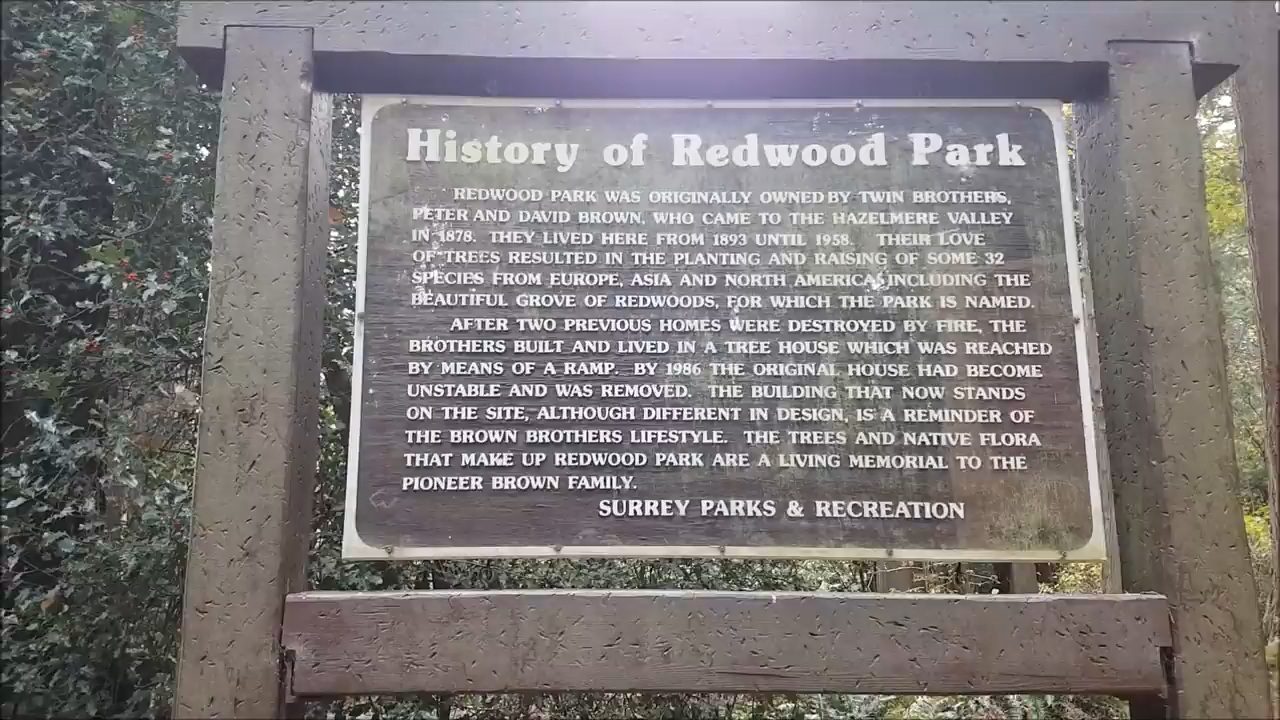 History of Redwood Park
REDWOOD PARK WAS ORIGINALLY OWNED BY TWIN BROTHERS,
PETER AND DAVID BROWN, WHO CAME TO THE HAZELMERE VALLEY
IN 1878. THEY LIVED HERE FROM 1893 UNTIL 1958. THEIR LOVE
OF TREES RESULTED IN THE PLANTING AND RAISING OF SOME 32
SPECIES FROM EUROPE, ASIA AND NORTH AMERICA, INCLUDING THE
BEAUTIFUL GROVE OF REDWOODS, FOR WHICH THE PARK IS NAMED.
AFTER TWO PREVIOUS HOMES WERE DESTROYED BY FIRE, THE
BROTHERS BUILT AND LIVED IN A TREE HOUSE WHICH WAS REACHED
BY MEANS OF A RAMP. BY 1986 THE ORIGINAL HOUSE HAD BECOME
UNSTABLE AND WAS REMOVED. THE BUILDING THAT NOW STANDS
ON THE SITE, ALTHOUGH DIFFERENT IN DESIGN, IS A REMINDER OF
THE BROWN BROTHERS LIFESTYLE. THE TREES AND NATIVE FLORA
THAT MAKE UP REDWOOD PARK ARE A LIVING MEMORIAL TO THE
PIONEER BROWN FAMILY.
SURREY PARKS & RECREATION